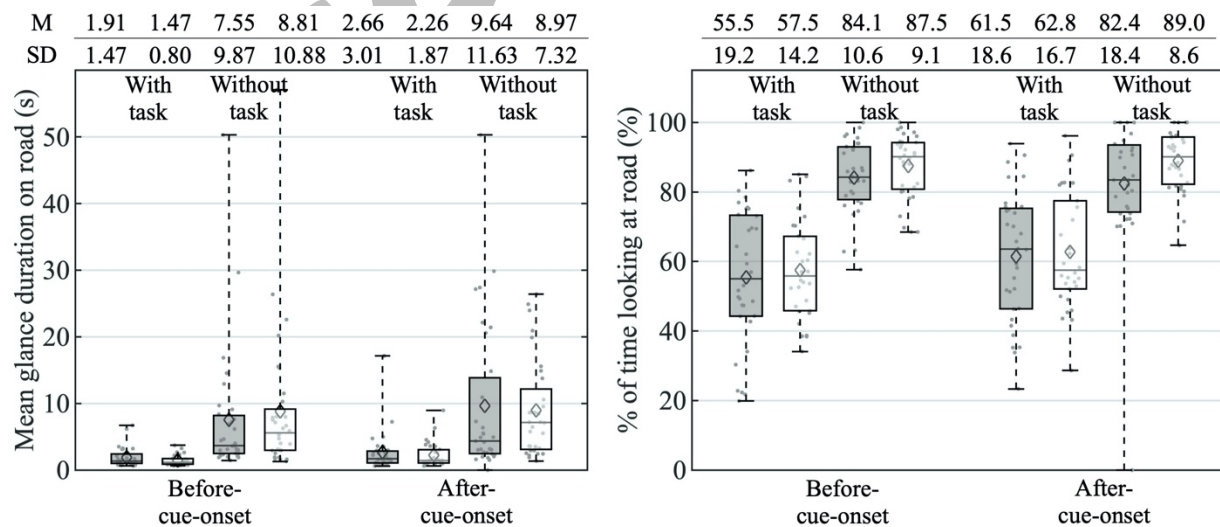 M 1.91 1.47 7.55 8.81 2.66 2.26 9.64 8.97
SD 1.47 0.80 9.87 10.88 3.01 1.87 11.63 7.32
With task
Without task
With task
Without task
Mean glance duration on road (s)
50
40
30
20
10
0
Before-
cue-onset
After-
cue-onset
55.5 57.5 84.1 87.5 61.5 62.8 82.4 89.0
19.2 14.2 10.6 9.1 18.6 16.7 18.4 8.6
With task
Without task
With task
Without task
% of time looking at road (%)
100
80
60
40
20
0
Before-
cue-onset
After-
cue-onset